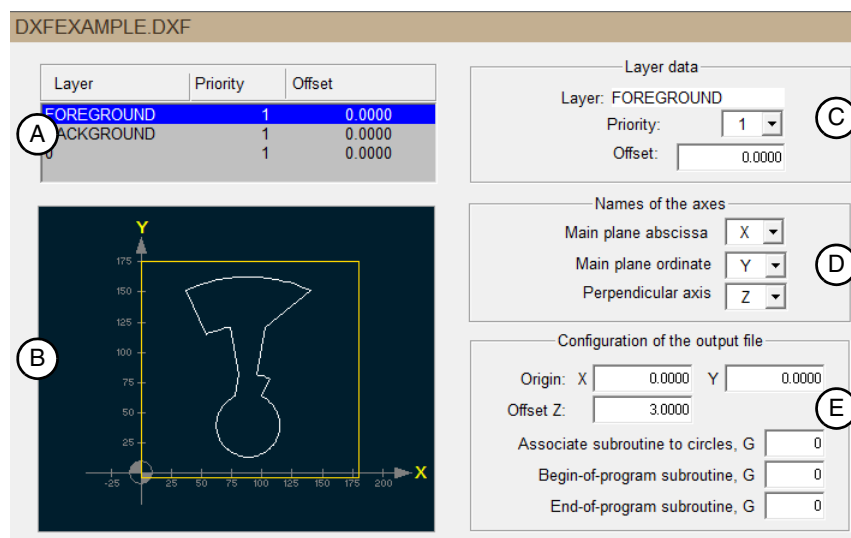 DXFEXAMPLE.DXF
Layer Priority Offset
FOREGROUND 1 0.0000
BACKGROUND 1 0.0000
0 1 0.0000
A
Layer data
Layer: FOREGROUND
Priority: 1
Offset: 0.0000
C
Names of the axes
Main plane abscissa X
Main plane ordinate Y
Perpendicular axis Z
D
Y
175
150
125
100
75
50
25
-25 25 50 75 100 125 150 175 200 X
B
Configuration of the output file
Origin: X 0.0000 Y 0.0000
Offset Z: 3.0000
E
Associate subroutine to circles, G 0
Begin-of-program subroutine, G 0
End-of-program subroutine, G 0